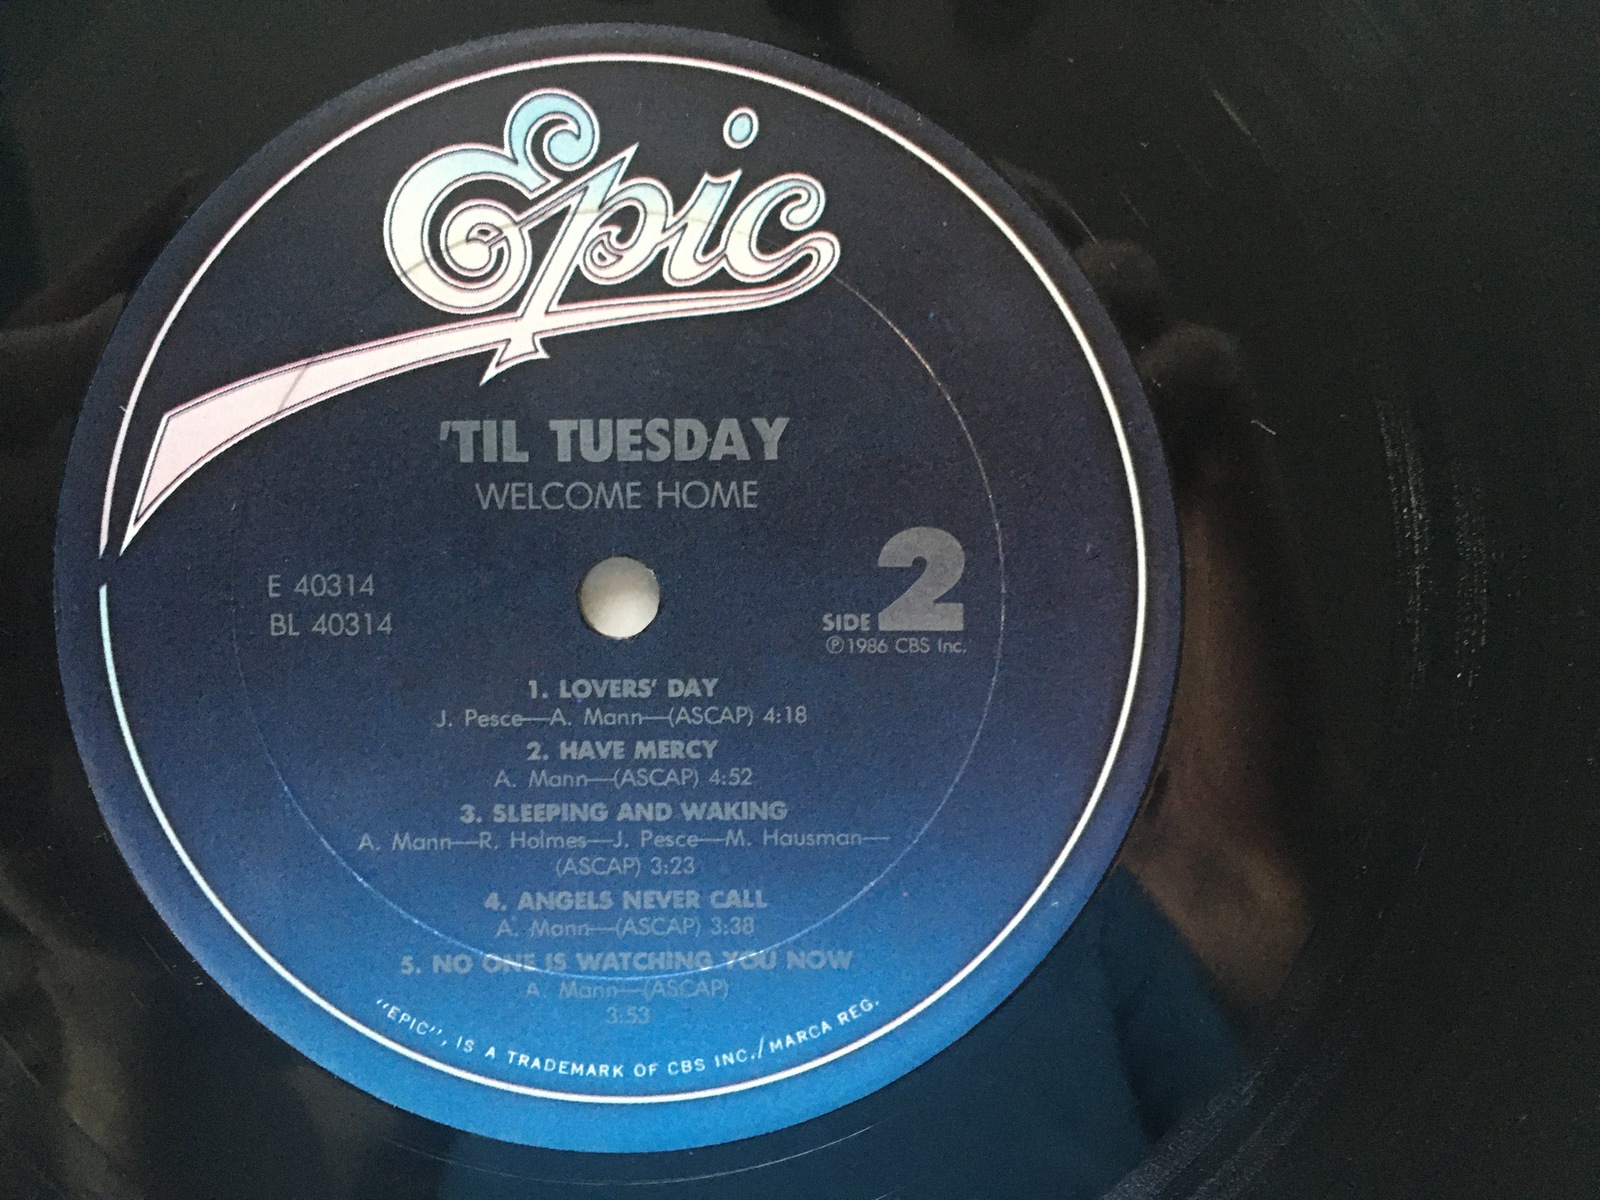 Epic
'TIL TUESDAY
WELCOME HOME
E 40314
BL 40314
SIDE 2
℗1986 CBS Inc.
1. LOVERS' DAY
J. Pesce—A. Mann—(ASCAP) 4:18
2. HAVE MERCY
A. Mann—(ASCAP) 4:52
3. SLEEPING AND WAKING
A. Mann—R. Holmes—J. Pesce—M. Hausman—
(ASCAP) 3:23
4. ANGELS NEVER CALL
A. Mann—(ASCAP) 3:38
5. NO ONE IS WATCHING YOU NOW
A. Mann—(ASCAP)
3:53
"EPIC", IS A TRADEMARK OF CBS INC./MARCA REG.